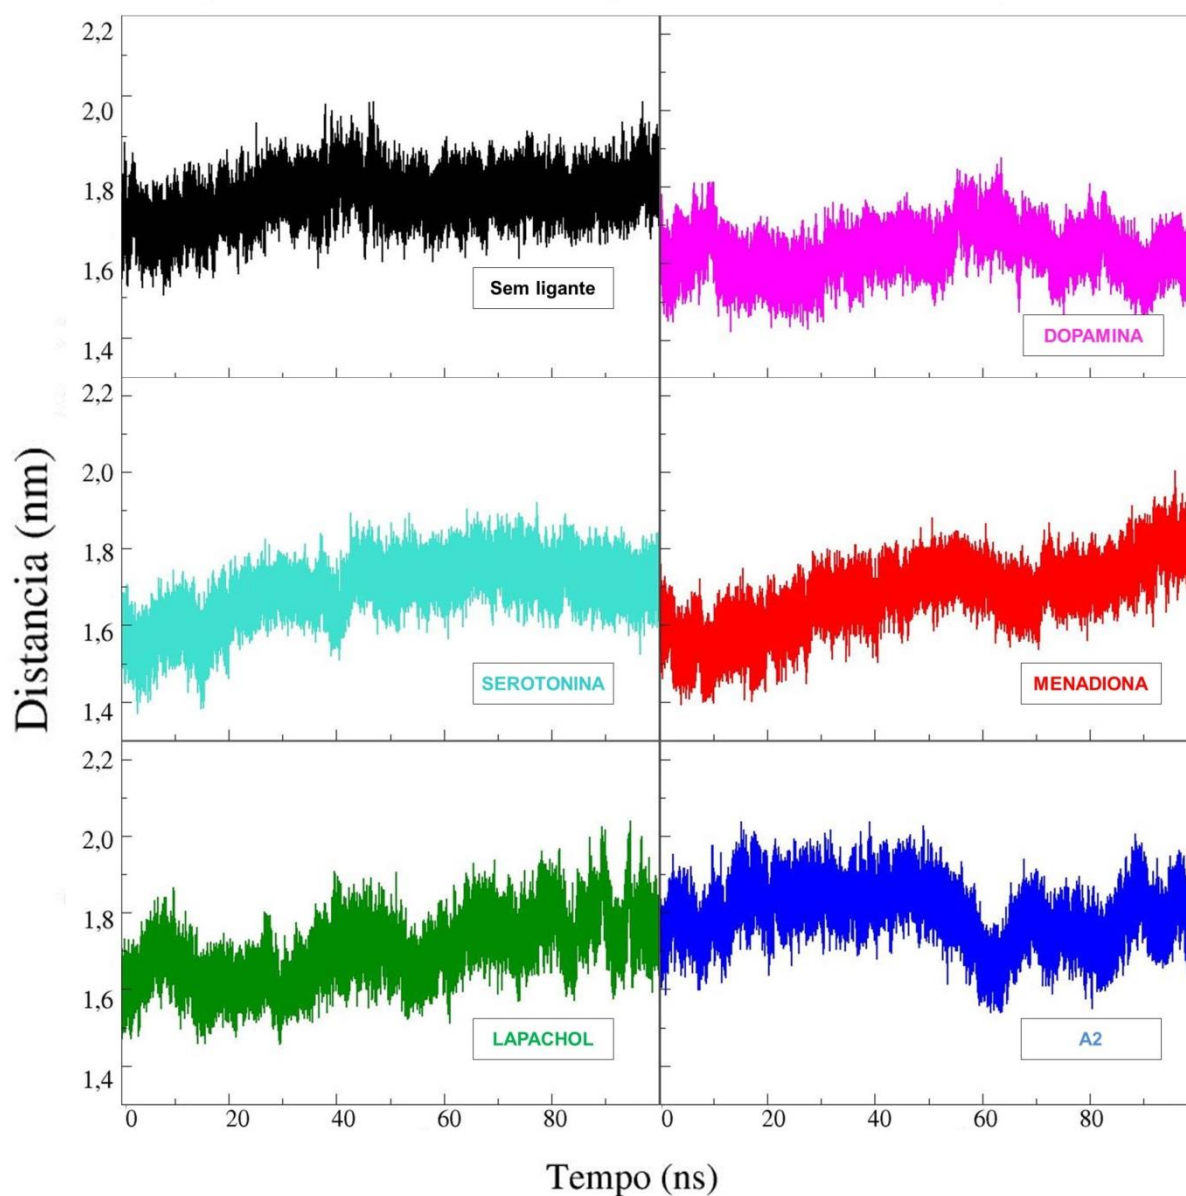 2,2
2,0
1,8
1,6
1,4
Sem ligante
DOPAMINA
2,2
2,0
1,8
1,6
1,4
SEROTONINA
MENADIONA
2,2
2,0
1,8
1,6
1,4
LAPACHOL
A2
0 20 40 60 80 0 20 40 60 80
Distancia (nm)
Tempo (ns)